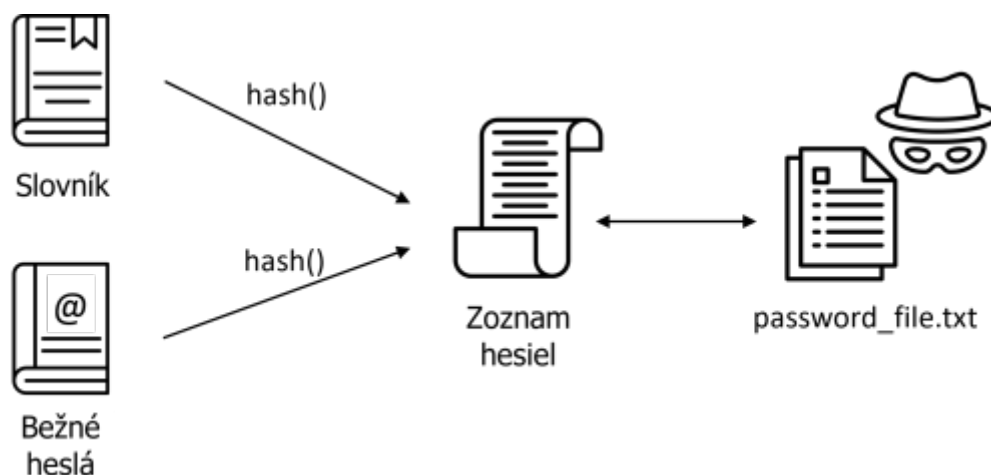 hash()
Slovník
hash()
@
Bežné
heslá
Zoznam
hesiel
password_file.txt